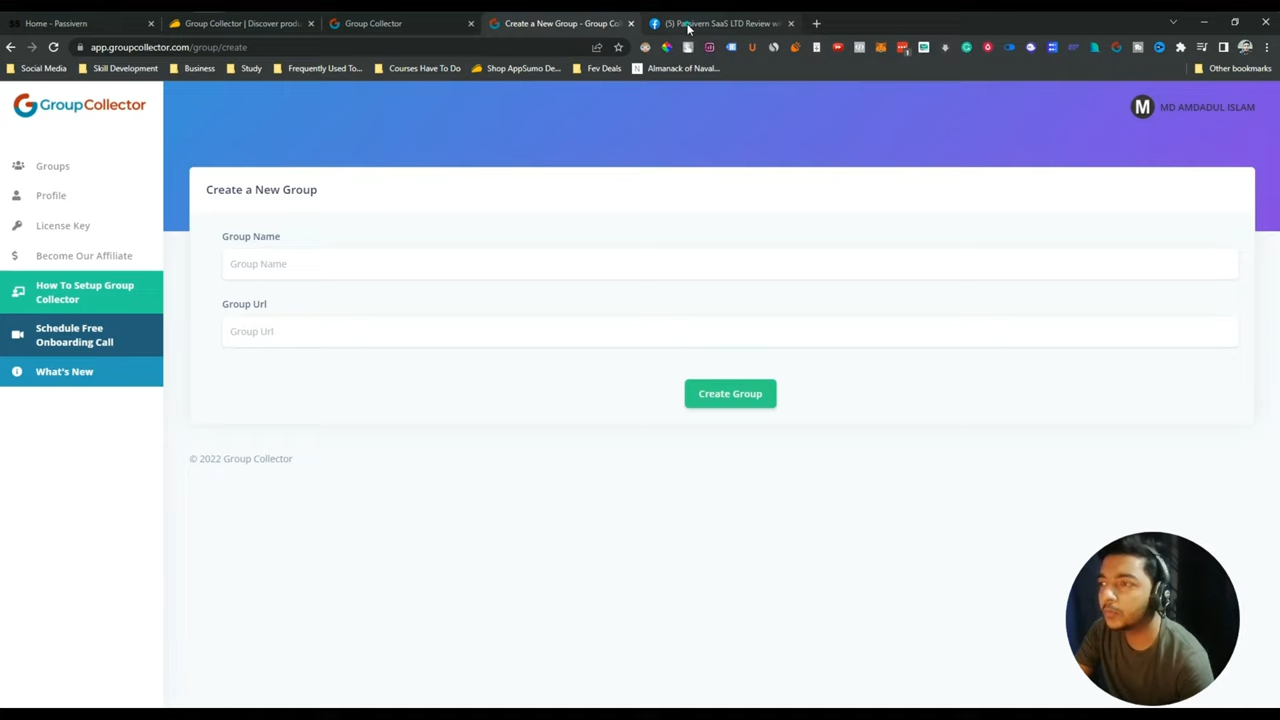 Home - Passivern
Group Collector | Discover produ
Group Collector
Create a New Group - Group Col
(5) Passivern SaaS LTD Review wi
app.groupcollector.com/group/create
Social Media
Skill Development
Business
Study
Frequently Used To...
Courses Have To Do
Shop AppSumo De...
Fev Deals
Almanack of Naval...
Other bookmarks
GroupCollector
M MD AMDADUL ISLAM
Groups
Profile
License Key
Become Our Affiliate
How To Setup Group
Collector
Schedule Free
Onboarding Call
What's New
Create a New Group
Group Name
Group Name
Group Url
Group Url
Create Group
© 2022 Group Collector